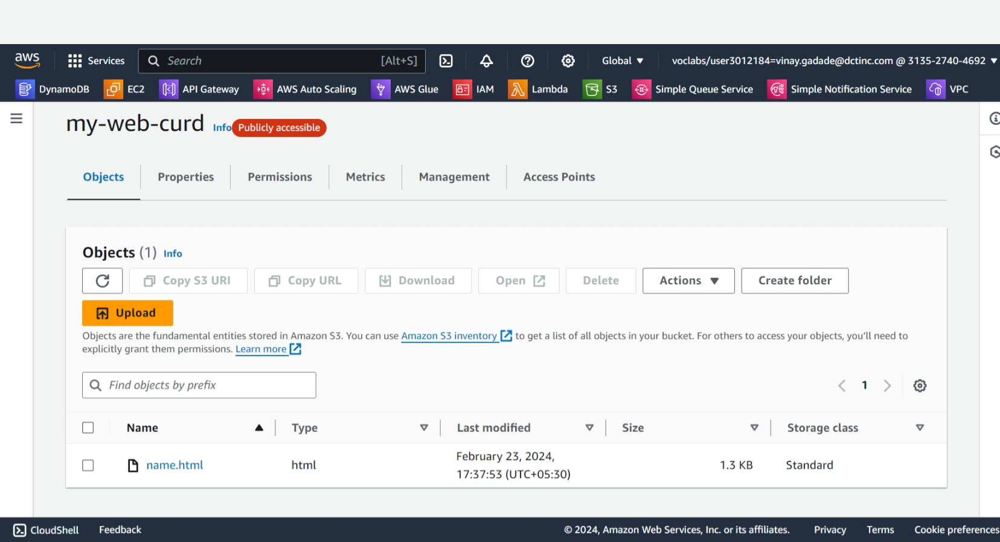 aws Services Search [Alt+S] Global voclabs/user3012184=vinay.gadade@dctinc.com @ 3135-2740-4692
DynamoDB EC2 API Gateway AWS Auto Scaling AWS Glue IAM Lambda S3 Simple Queue Service Simple Notification Service VPC
my-web-curd Info Publicly accessible
Objects Properties Permissions Metrics Management Access Points
Objects (1) Info
Copy S3 URI Copy URL Download Open Delete Actions Create folder
Upload
Objects are the fundamental entities stored in Amazon S3. You can use Amazon S3 inventory to get a list of all objects in your bucket. For others to access your objects, you'll need to
explicitly grant them permissions. Learn more
Find objects by prefix 1
Name Type Last modified Size Storage class
name.html html February 23, 2024, 1.3 KB Standard
17:37:53 (UTC+05:30)
CloudShell Feedback © 2024, Amazon Web Services, Inc. or its affiliates. Privacy Terms Cookie preferences